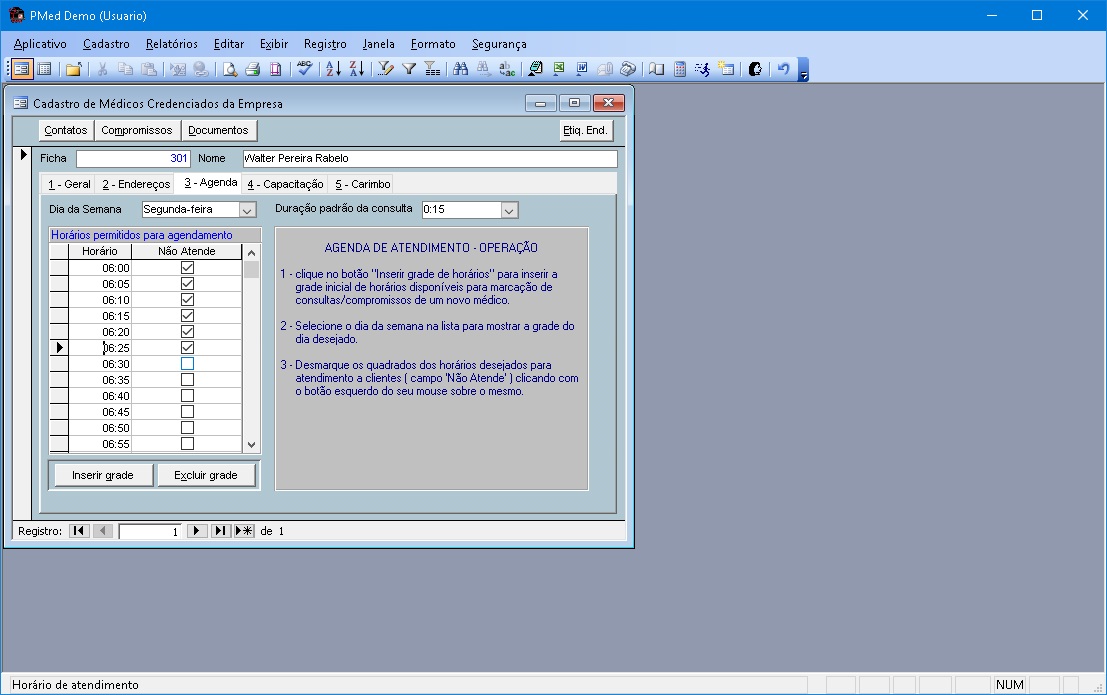 PMed Demo (Usuario)
Aplicativo Cadastro Relatórios Editar Exibir Registro Janela Formato Segurança
Cadastro de Médicos Credenciados da Empresa
Contatos Compromissos Documentos Etiq. End.
Ficha 301 Nome Walter Pereira Rabelo
1 - Geral 2 - Endereços 3 - Agenda 4 - Capacitação 5 - Carimbo
Dia da Semana Segunda-feira Duração padrão da consulta 0:15
Horários permitidos para agendamento
Horário Não Atende
06:00
06:05
06:10
06:15
06:20
06:25
06:30
06:35
06:40
06:45
06:50
06:55
Inserir grade Excluir grade
AGENDA DE ATENDIMENTO - OPERAÇÃO
1 - clique no botão "Inserir grade de horários" para inserir a
grade inicial de horários disponíveis para marcação de
consultas/compromissos de um novo médico.
2 - Selecione o dia da semana na lista para mostrar a grade do
dia desejado.
3 - Desmarque os quadrados dos horários desejados para
atendimento a clientes ( campo 'Não Atende' ) clicando com
o botão esquerdo do seu mouse sobre o mesmo.
Registro: 1 de 1
Horário de atendimento NUM